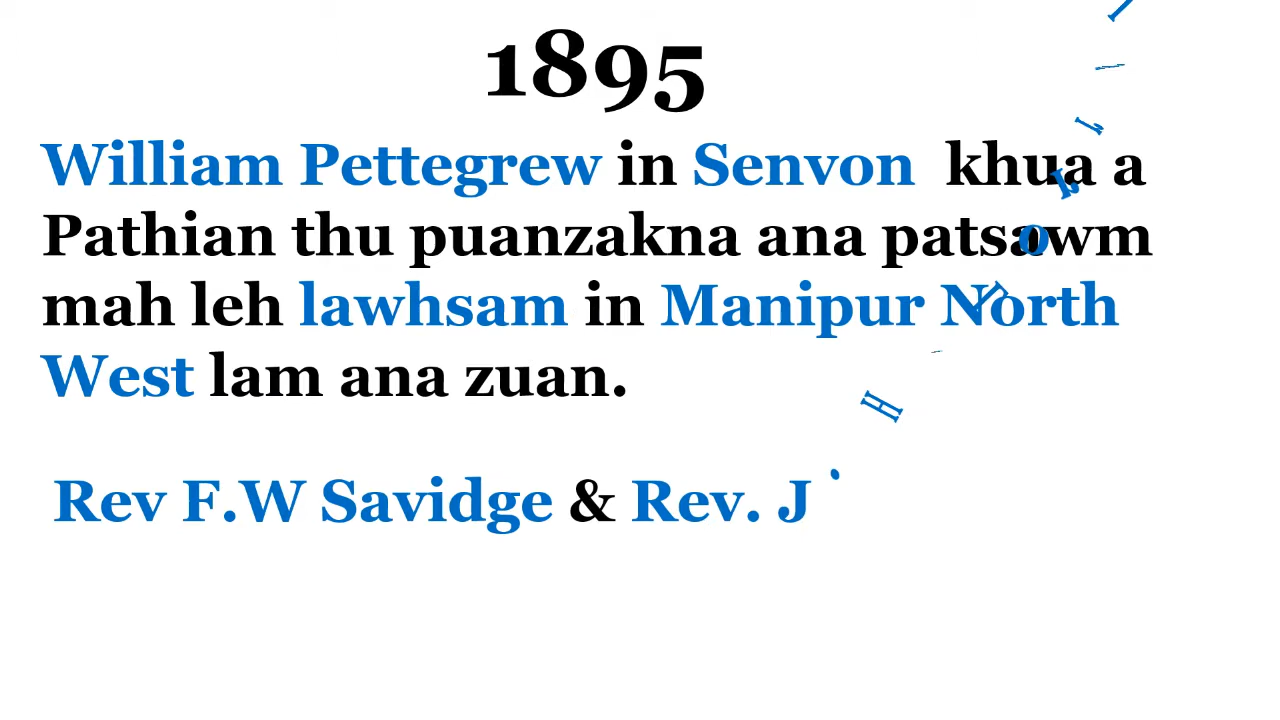 1895
William Pettegrew in Senvon khua a
Pathian thu puanzakna ana patsawm
mah leh lawhsam in Manipur North
West lam ana zuan.
Rev F.W Savidge & Rev. J